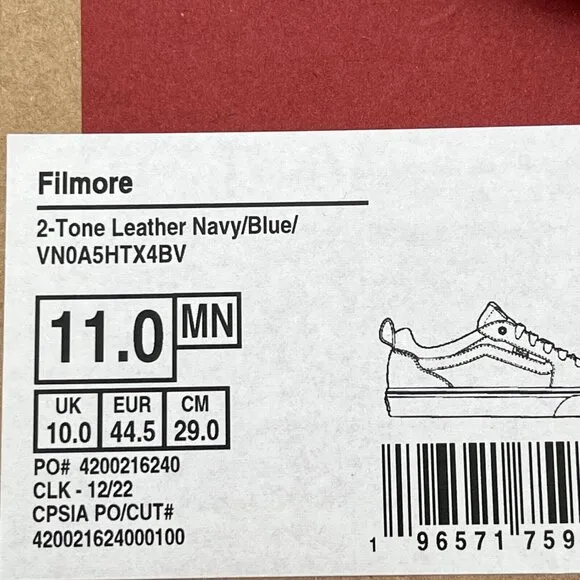 Filmore
2-Tone Leather Navy/Blue/
VN0A5HTX4BV
11.0 MN
UK EUR CM
10.0 44.5 29.0
PO# 4200216240
CLK - 12/22
CPSIA PO/CUT#
420021624000100
1 96571 759